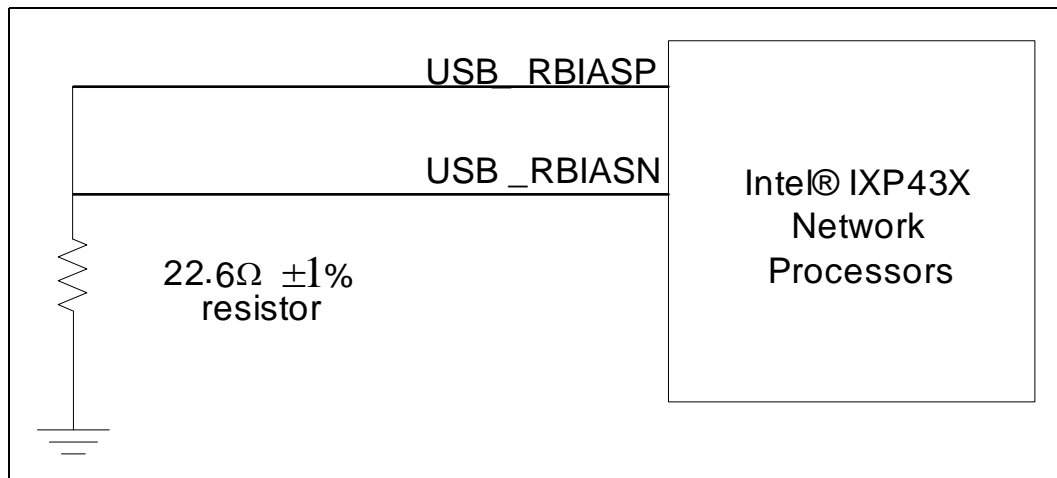 USB_ RBIASP
USB _RBIASN
Intel® IXP43X
Network
Processors
22.6Ω ±1%
resistor